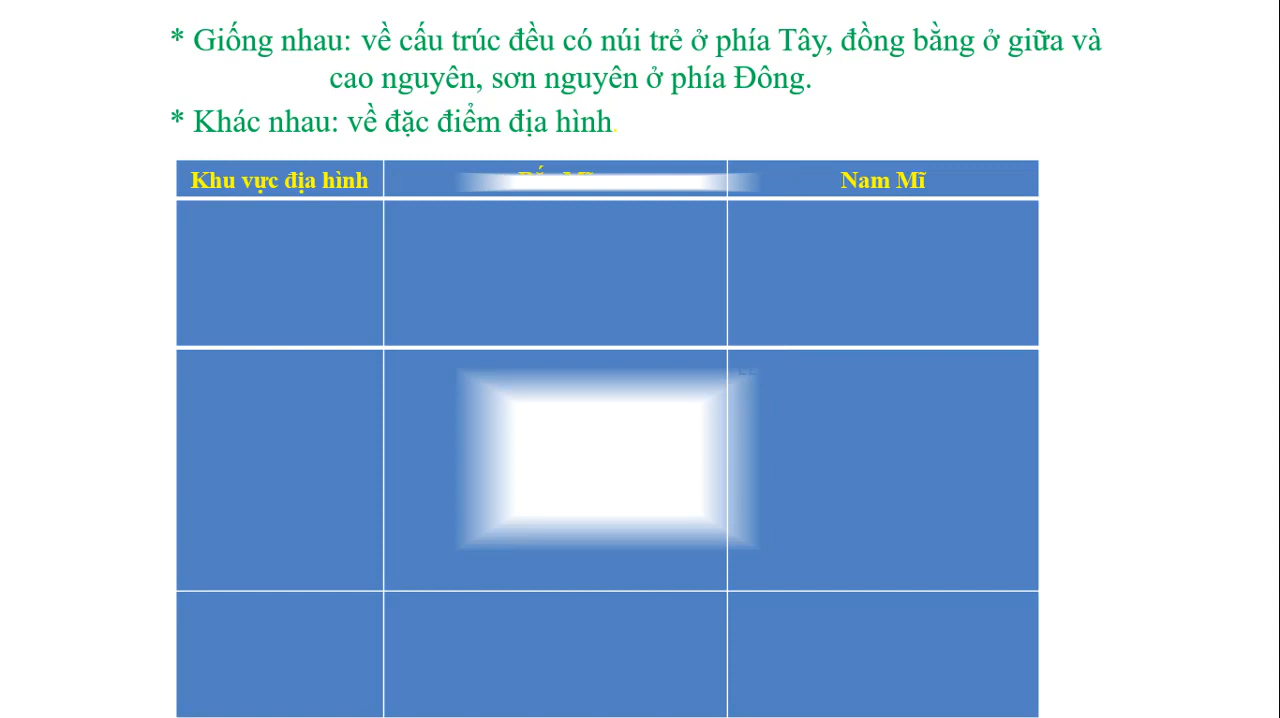 * Giống nhau: về cấu trúc đều có núi trẻ ở phía Tây, đồng bằng ở giữa và
cao nguyên, sơn nguyên ở phía Đông.
* Khác nhau: về đặc điểm địa hình.
Khu vực địa hình
Nam Mĩ